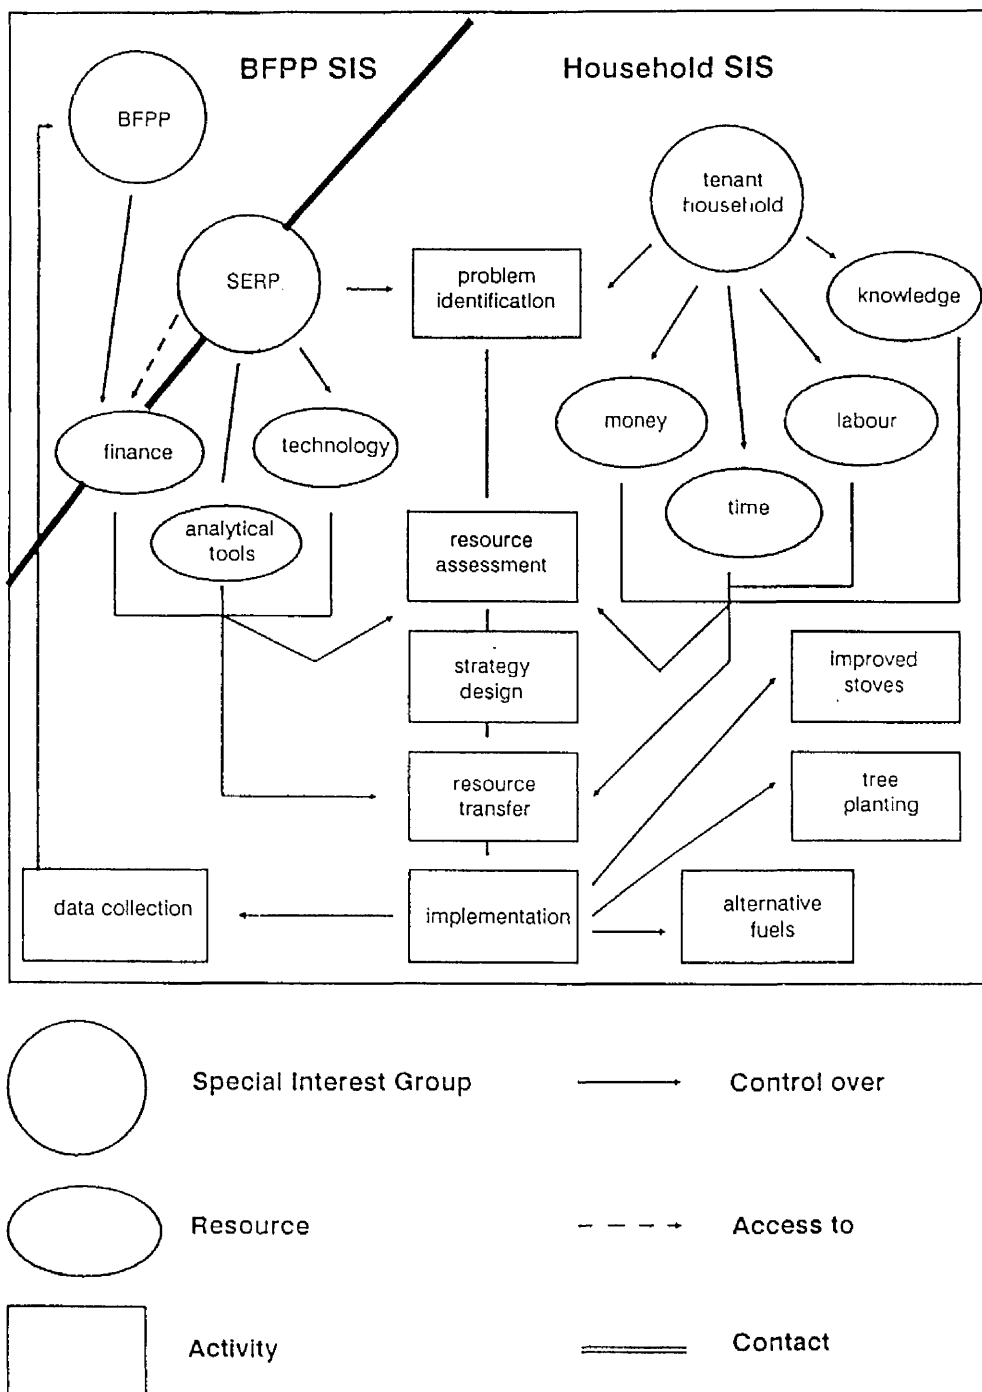 BFPP SIS
Household SIS
BFPP
tenant
household
SERP
problem
identification
knowledge
money
labour
finance
technology
time
analytical
tools
resource
assessment
strategy
design
improved
stoves
resource
transfer
tree
planting
data collection
implementation
alternative
fuels
Special Interest Group
Control over
Resource
Access to
Activity
Contact